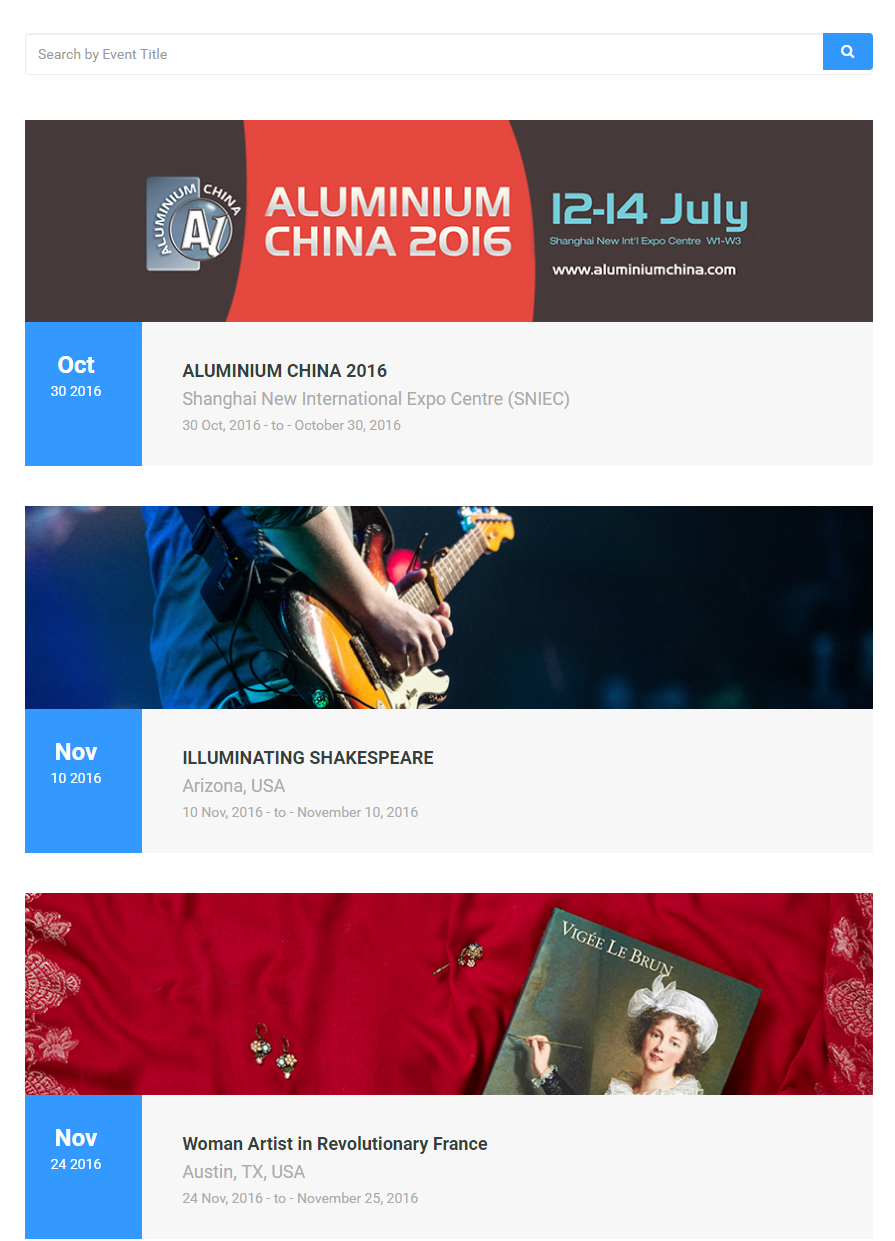 Search by Event Title
ALUMINIUM CHINA
AV
ALUMINIUM
CHINA 2016
12-14 July
Shanghai New Int'l Expo Centre W1-W3
www.aluminiumchina.com
Oct
30 2016
ALUMINIUM CHINA 2016
Shanghai New International Expo Centre (SNIEC)
30 Oct, 2016 - to - October 30, 2016
Nov
10 2016
ILLUMINATING SHAKESPEARE
Arizona, USA
10 Nov, 2016 - to - November 10, 2016
VIGÉE LE BRUN
Nov
24 2016
Woman Artist in Revolutionary France
Austin, TX, USA
24 Nov, 2016 - to - November 25, 2016